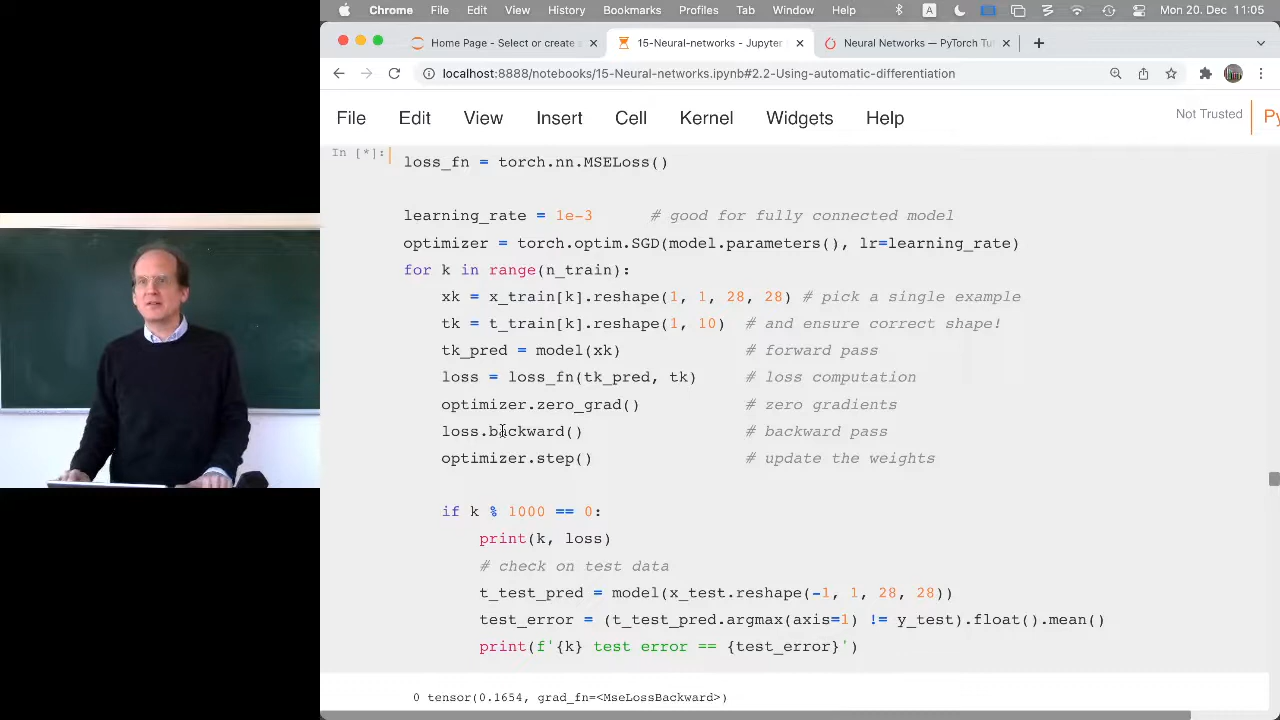 Chrome File Edit View History Bookmarks Profiles Tab Window Help A Mon 20. Dec 11:05
Home Page - Select or create a 15-Neural-networks - Jupyter Neural Networks — PyTorch Tut
localhost:8888/notebooks/15-Neural-networks.ipynb#2.2-Using-automatic-differentiation
File Edit View Insert Cell Kernel Widgets Help Not Trusted Py
In [*]:
loss_fn = torch.nn.MSELoss()
learning_rate = 1e-3 # good for fully connected model
optimizer = torch.optim.SGD(model.parameters(), lr=learning_rate)
for k in range(n_train):
xk = x_train[k].reshape(1, 1, 28, 28) # pick a single example
tk = t_train[k].reshape(1, 10) # and ensure correct shape!
tk_pred = model(xk) # forward pass
loss = loss_fn(tk_pred, tk) # loss computation
optimizer.zero_grad() # zero gradients
loss.backward() # backward pass
optimizer.step() # update the weights
if k % 1000 == 0:
print(k, loss)
# check on test data
t_test_pred = model(x_test.reshape(-1, 1, 28, 28))
test_error = (t_test_pred.argmax(axis=1) != y_test).float().mean()
print(f'{k} test error == {test_error}')
0 tensor(0.1654, grad_fn=<MseLossBackward>)